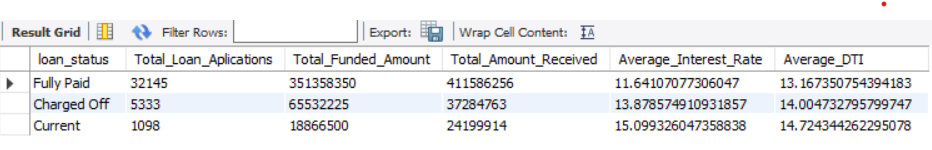 Result Grid Filter Rows: Export: Wrap Cell Content: IA
loan_status Total_Loan_Aplications Total_Funded_Amount Total_Amount_Received Average_Interest_Rate Average_DTI
Fully Paid 32145 351358350 411586256 11.64107077306047 13.167350754394183
Charged Off 5333 65532225 37284763 13.878574910931857 14.004732795799747
Current 1098 18866500 24199914 15.099326047358838 14.724344262295078